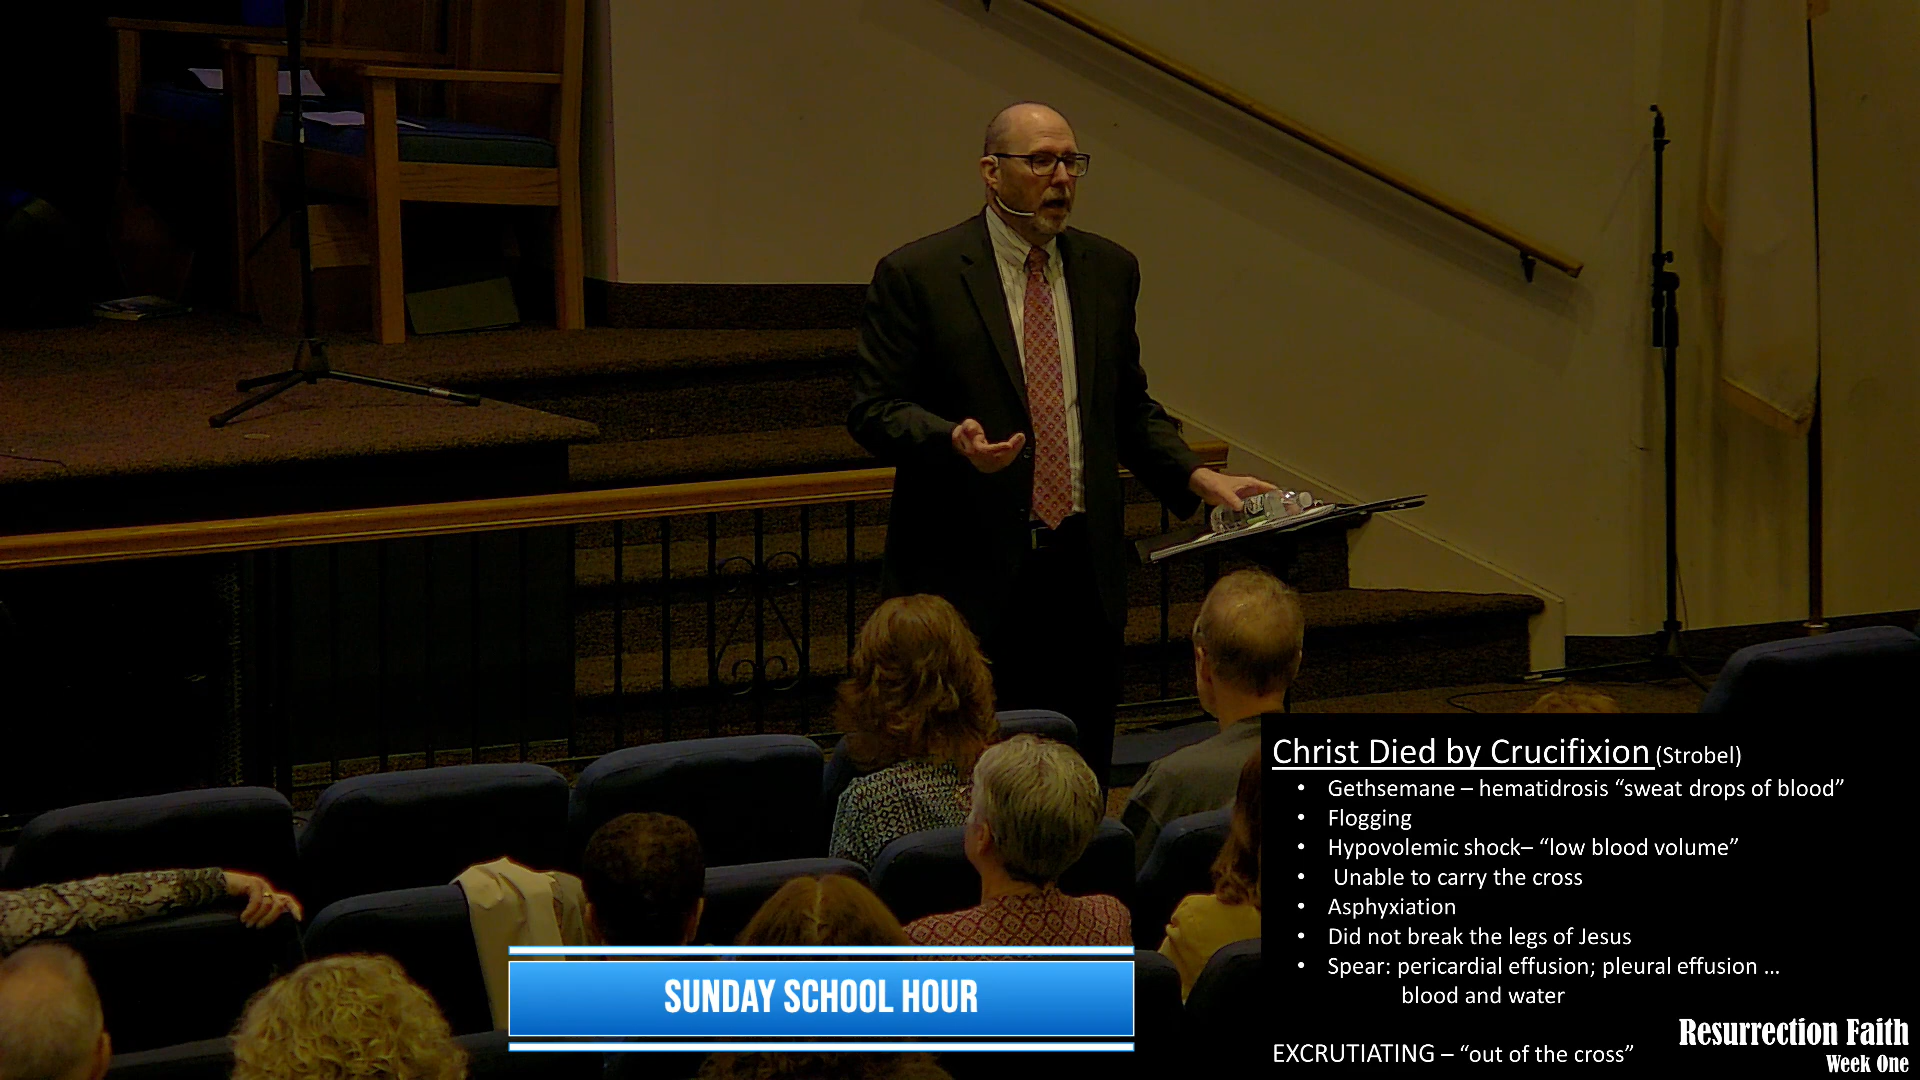 Christ Died by Crucifixion (Strobel)
• Gethsemane – hematidrosis “sweat drops of blood”
• Flogging
• Hypovolemic shock– “low blood volume”
• Unable to carry the cross
• Asphyxiation
• Did not break the legs of Jesus
• Spear: pericardial effusion; pleural effusion ...
blood and water
EXCRUTIATING – “out of the cross”
SUNDAY SCHOOL HOUR
Resurrection Faith
Week One